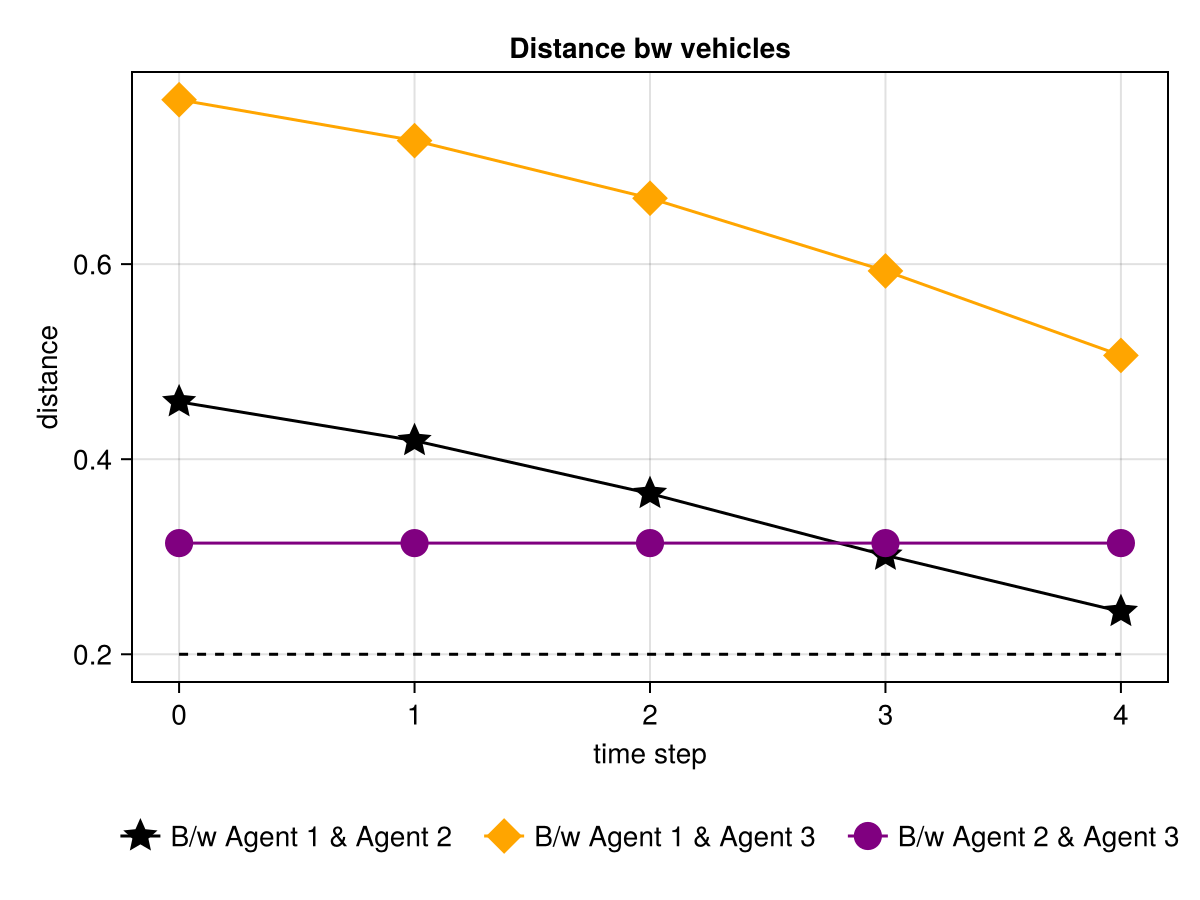 Distance bw vehicles
distance
0.6
0.4
0.2
0 1 2 3 4
time step
B/w Agent 1 & Agent 2 B/w Agent 1 & Agent 3 B/w Agent 2 & Agent 3